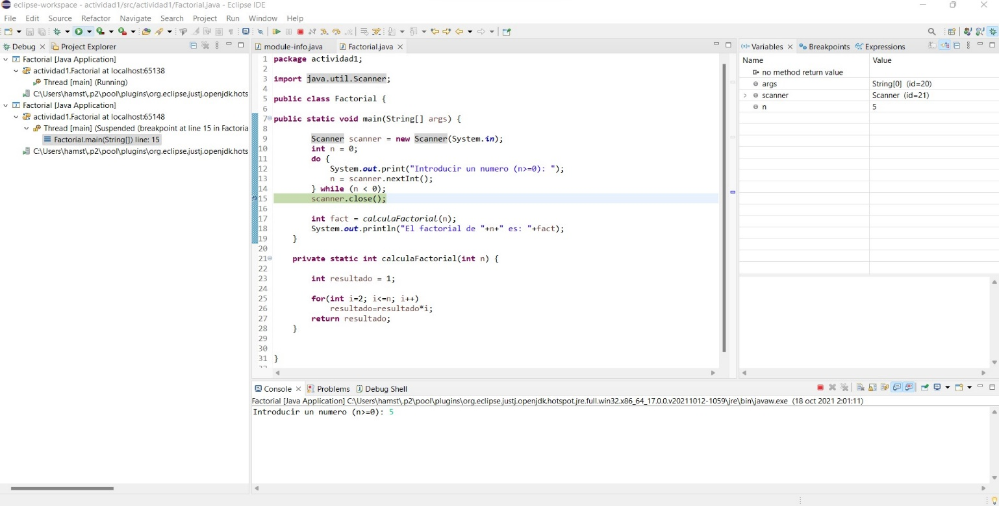 eclipse-workspace - actividad1/src/actividad1/Factorial.java - Eclipse IDE
File Edit Source Refactor Navigate Search Project Run Window Help
Debug Project Explorer
Factorial [Java Application]
actividad1.Factorial at localhost:65138
Thread [main] (Running)
C:\Users\hamst\.p2\pool\plugins\org.eclipse.justj.openjdk.hots
Factorial [Java Application]
actividad1.Factorial at localhost:65148
Thread [main] (Suspended (breakpoint at line 15 in Factoria
Factorial.main(String[]) line: 15
C:\Users\hamst\.p2\pool\plugins\org.eclipse.justj.openjdk.hots
module-info.java Factorial.java
1 package actividad1;
2
3 import java.util.Scanner;
4
5 public class Factorial {
6
7 public static void main(String[] args) {
8
9 Scanner scanner = new Scanner(System.in);
10 int n = 0;
11 do {
12 System.out.print("Introducir un numero (n>=0): ");
13 n = scanner.nextInt();
14 } while (n < 0);
15 scanner.close();
16
17 int fact = calculaFactorial(n);
18 System.out.println("El factorial de "+n+" es: "+fact);
19 }
20
21 private static int calculaFactorial(int n) {
22
23 int resultado = 1;
24
25 for(int i=2; i<=n; i++)
26 resultado=resultado*i;
27 return resultado;
28 }
29
30
31 }
Variables Breakpoints Expressions
Name Value
no method return value
args String[0] (id=20)
scanner Scanner (id=21)
n 5
Console Problems Debug Shell
Factorial [Java Application] C:\Users\hamst\.p2\pool\plugins\org.eclipse.justj.openjdk.hotspot.jre.full.win32.x86_64_17.0.0.v20211012-1059\jre\bin\javaw.exe (18 oct 2021 2:01:11)
Introducir un numero (n>=0): 5